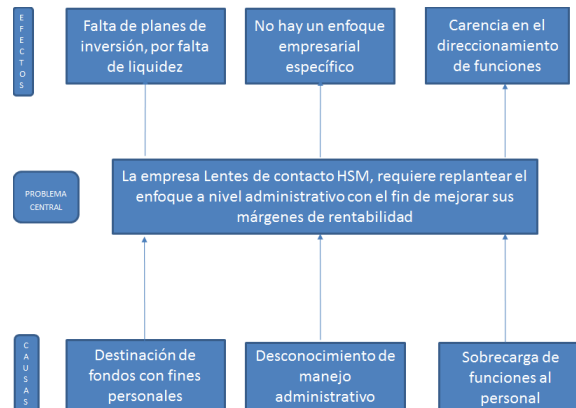 EFECTOS
Falta de planes de
inversión, por falta
de liquidez
No hay un enfoque
empresarial
específico
Carencia en el
direccionamiento
de funciones
PROBLEMA
CENTRAL
La empresa Lentes de contacto HSM, requiere replantear el
enfoque a nivel administrativo con el fin de mejorar sus
márgenes de rentabilidad
CAUSAS
Destinación de
fondos con fines
personales
Desconocimiento de
manejo
administrativo
Sobrecarga de
funciones al
personal